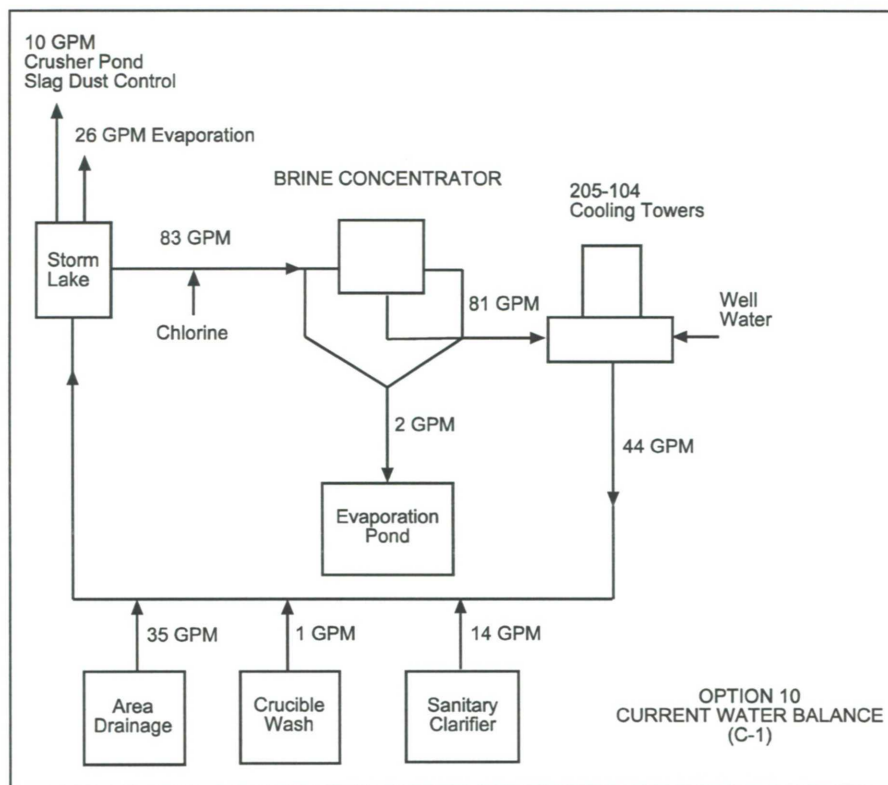 10 GPM
Crusher Pond
Slag Dust Control
26 GPM Evaporation
BRINE CONCENTRATOR
205-104
Cooling Towers
83 GPM
Storm
Lake
81 GPM
Well
Water
Chlorine
2 GPM
44 GPM
Evaporation
Pond
35 GPM
1 GPM
14 GPM
Area
Drainage
Crucible
Wash
Sanitary
Clarifier
OPTION 10
CURRENT WATER BALANCE
(C-1)